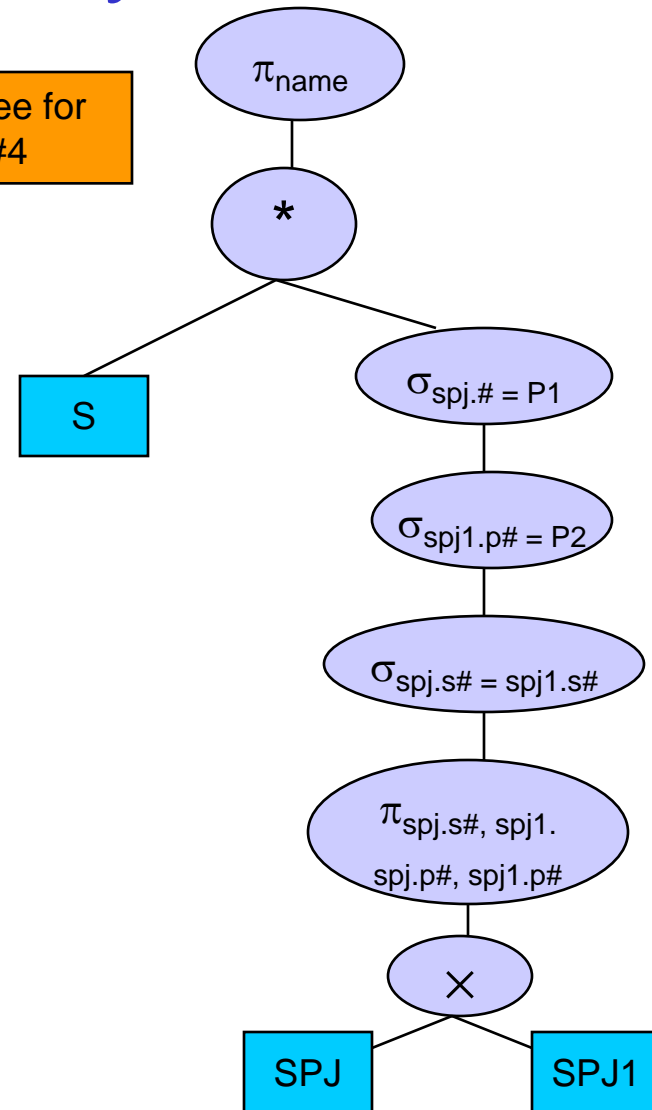 πname
ee for
#4
*
S
σspj.# = P1
σspj1.p# = P2
σspj.s# = spj1.s#
πspj.s#, spj1.
spj.p#, spj1.p#
×
SPJ SPJ1